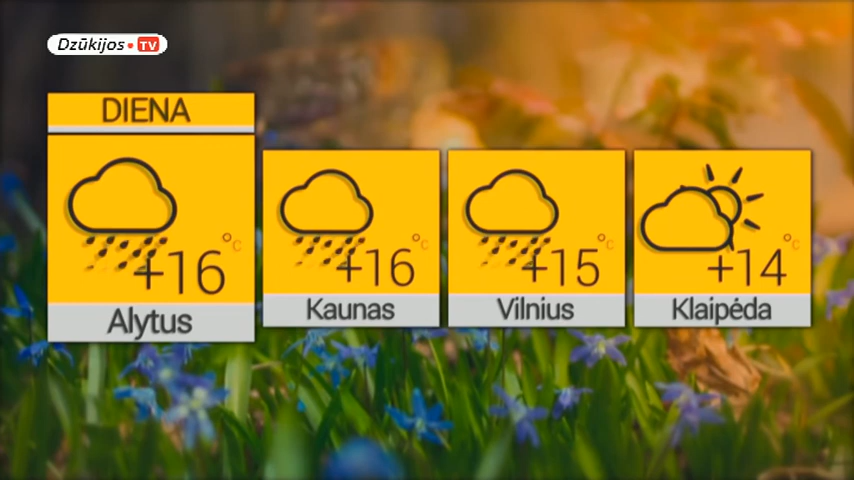 Dzūkijos TV
DIENA
+16 °C
Alytus
+16 °C
Kaunas
+15 °C
Vilnius
+14 °C
Klaipėda